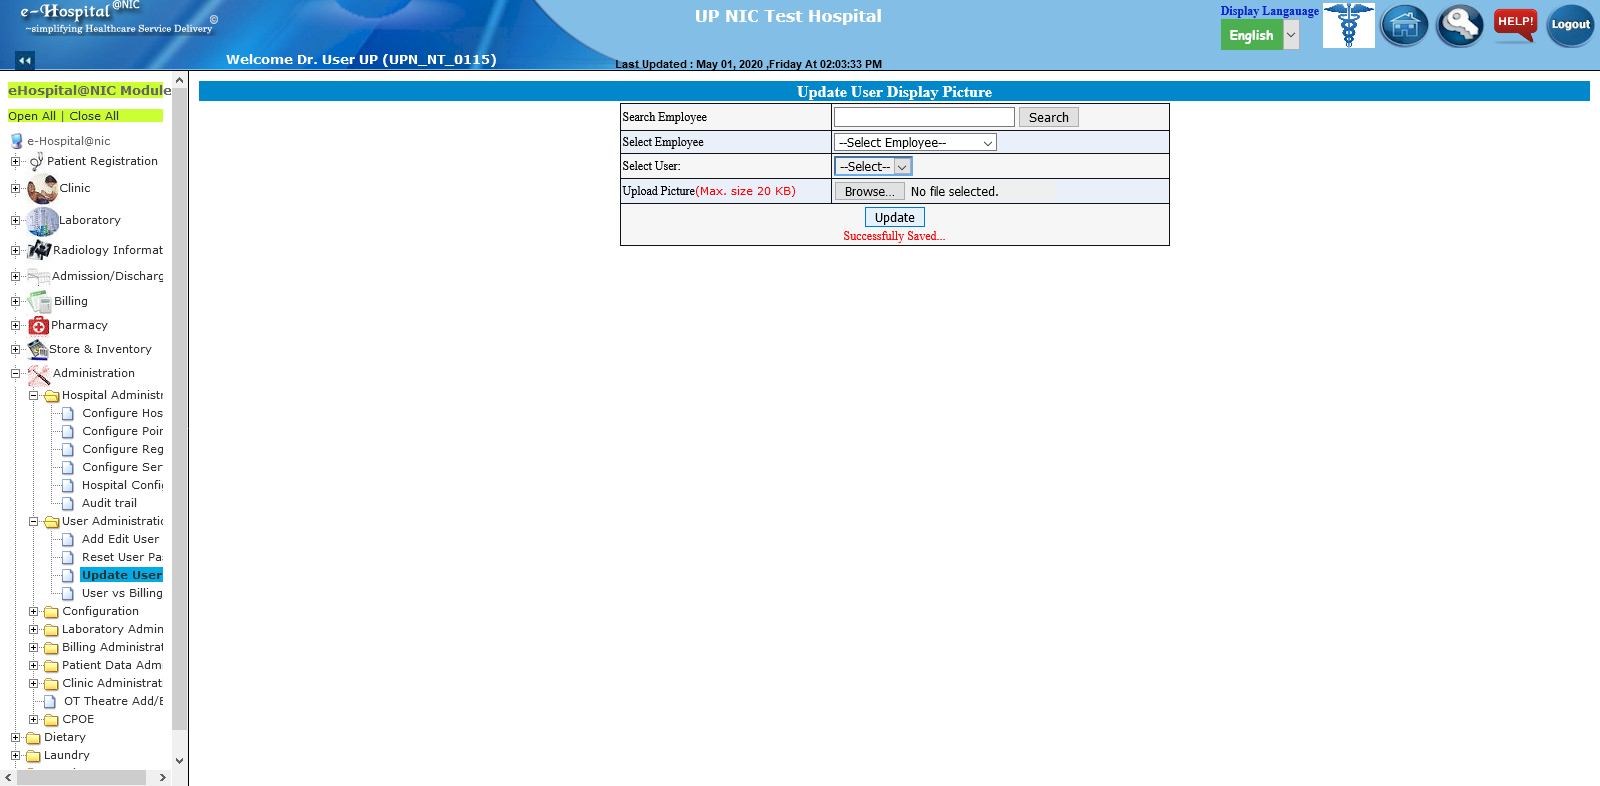 e-Hospital@NIC
©
~simplifying Healthcare Service Delivery
UP NIC Test Hospital
Welcome Dr. User UP (UPN_NT_0115)
Last Updated : May 01, 2020 ,Friday At 02:03:33 PM
Display Langauage
English
HELP!
Logout
eHospital@NIC Module
Open All | Close All
e-Hospital@nic
Patient Registration
Clinic
Laboratory
Radiology Informat
Admission/Discharg
Billing
Pharmacy
Store & Inventory
Administration
Hospital Administr
Configure Hos
Configure Poin
Configure Reg
Configure Ser
Hospital Config
Audit trail
User Administratio
Add Edit User
Reset User Pa
Update User
User vs Billing
Configuration
Laboratory Admin
Billing Administrat
Patient Data Adm
Clinic Administrat
OT Theatre Add/E
CPOE
Dietary
Laundry
Update User Display Picture
Search Employee
Search
Select Employee
--Select Employee--
Select User:
--Select--
Upload Picture(Max. size 20 KB)
Browse... No file selected.
Update
Successfully Saved...